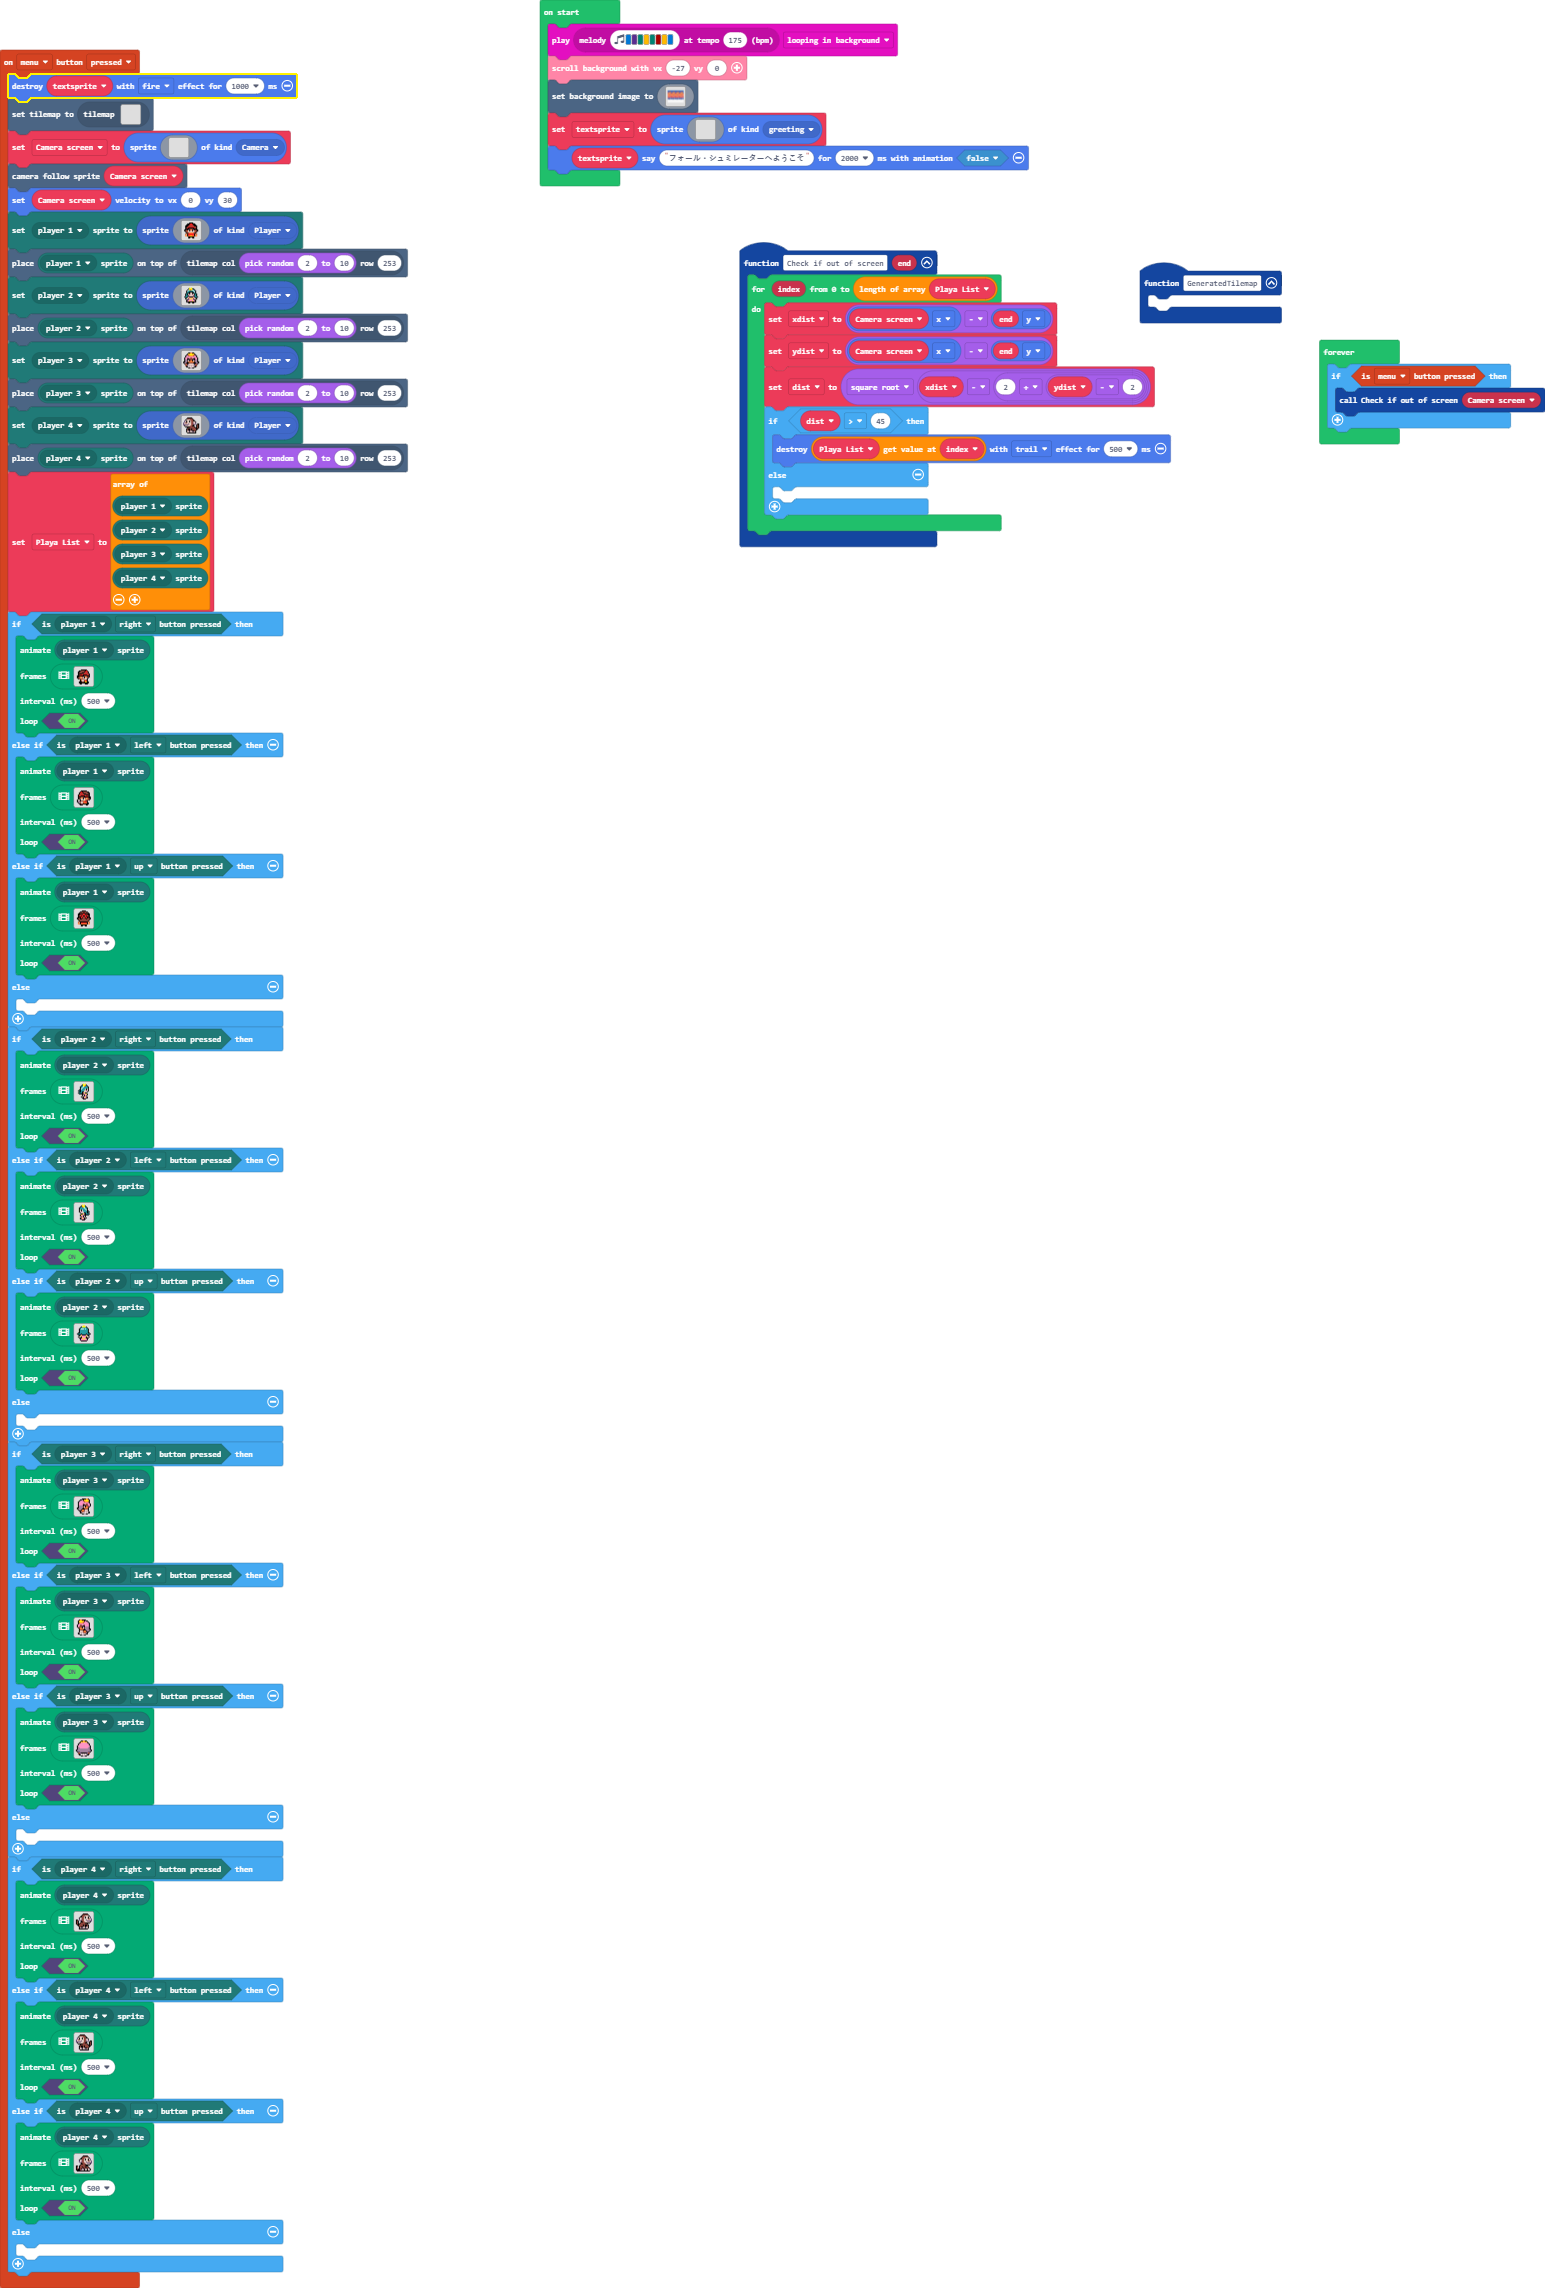 on menu button pressed
destroy textsprite with fire effect for 1000 ms
set tilemap to tilemap
set Camera screen to sprite of kind Camera
camera follow sprite Camera screen
set Camera screen velocity to vx 0 vy 30
set player 1 sprite to sprite of kind Player
place player 1 sprite on top of tilemap col pick random 2 to 10 row 253
set player 2 sprite to sprite of kind Player
place player 2 sprite on top of tilemap col pick random 2 to 10 row 253
set player 3 sprite to sprite of kind Player
place player 3 sprite on top of tilemap col pick random 2 to 10 row 253
set player 4 sprite to sprite of kind Player
place player 4 sprite on top of tilemap col pick random 2 to 10 row 253
array of
player 1 sprite
player 2 sprite
set Playa List to
player 3 sprite
player 4 sprite
if is player 1 right button pressed then
animate player 1 sprite
frames
interval (ms) 500
loop ON
else if is player 1 left button pressed then
animate player 1 sprite
frames
interval (ms) 500
loop ON
else if is player 1 up button pressed then
animate player 1 sprite
frames
interval (ms) 500
loop ON
else
if is player 2 right button pressed then
animate player 2 sprite
frames
interval (ms) 500
loop ON
else if is player 2 left button pressed then
animate player 2 sprite
frames
interval (ms) 500
loop ON
else if is player 2 up button pressed then
animate player 2 sprite
frames
interval (ms) 500
loop ON
else
if is player 3 right button pressed then
animate player 3 sprite
frames
interval (ms) 500
loop ON
else if is player 3 left button pressed then
animate player 3 sprite
frames
interval (ms) 500
loop ON
else if is player 3 up button pressed then
animate player 3 sprite
frames
interval (ms) 500
loop ON
else
if is player 4 right button pressed then
animate player 4 sprite
frames
interval (ms) 500
loop ON
else if is player 4 left button pressed then
animate player 4 sprite
frames
interval (ms) 500
loop ON
else if is player 4 up button pressed then
animate player 4 sprite
frames
interval (ms) 500
loop ON
else
on start
play melody at tempo 175 (bpm) looping in background
scroll background with vx -27 vy 0
set background image to
set textsprite to sprite of kind greeting
textsprite say "フォール・シュミレーターへようこそ" for 2000 ms with animation false
function Check if out of screen end
for index from 0 to length of array Playa List
do
set xdist to Camera screen x - end y
set ydist to Camera screen x - end y
set dist to square root xdist - 2 + ydist - 2
if dist > 45 then
destroy Playa List get value at index with trail effect for 500 ms
else
function GeneratedTilemap
forever
if is menu button pressed then
call Check if out of screen Camera screen